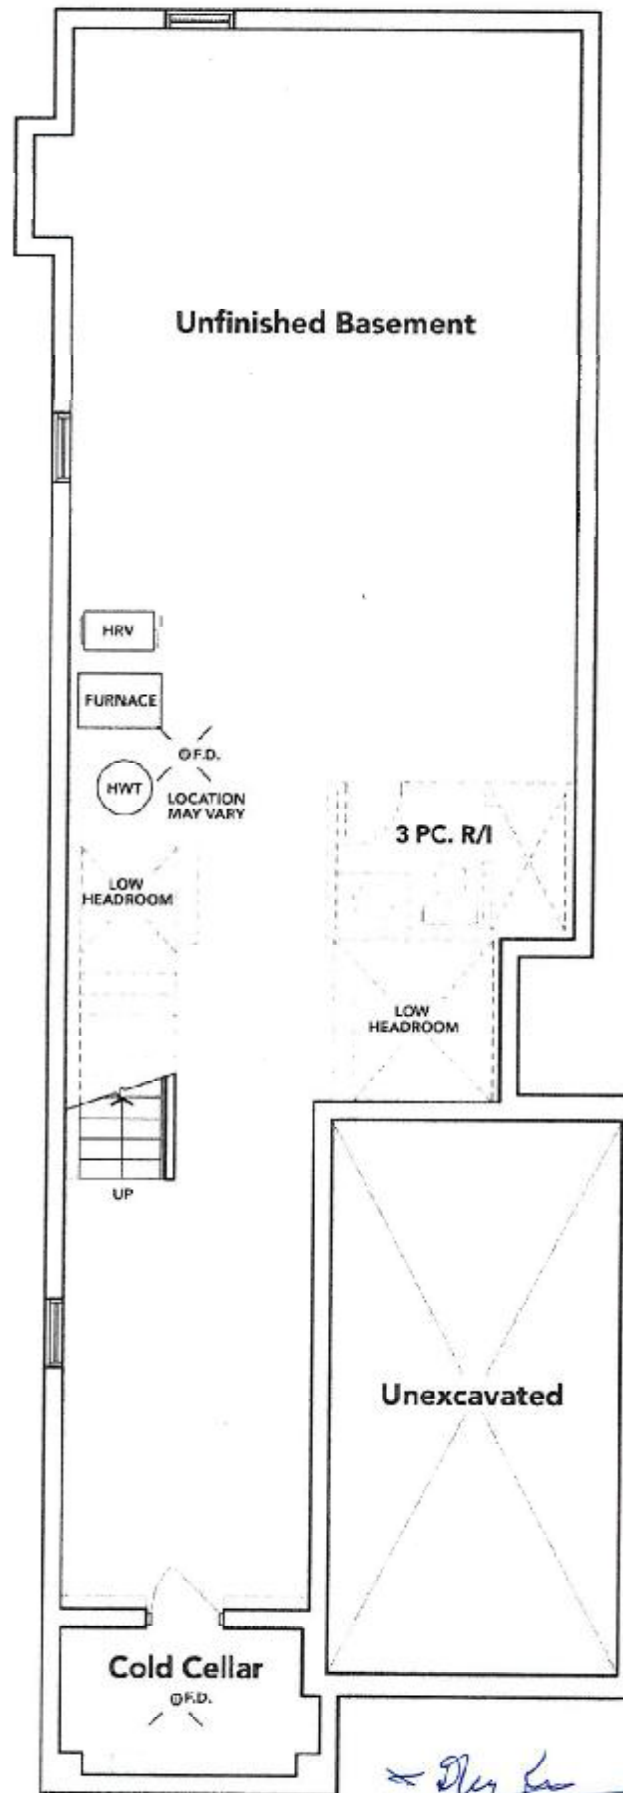 Unfinished Basement
HRV
FURNACE
F.D.
HWT
LOCATION
MAY VARY
3 PC. R/I
LOW
HEADROOM
LOW
HEADROOM
UP
Unexcavated
Cold Cellar
F.D.